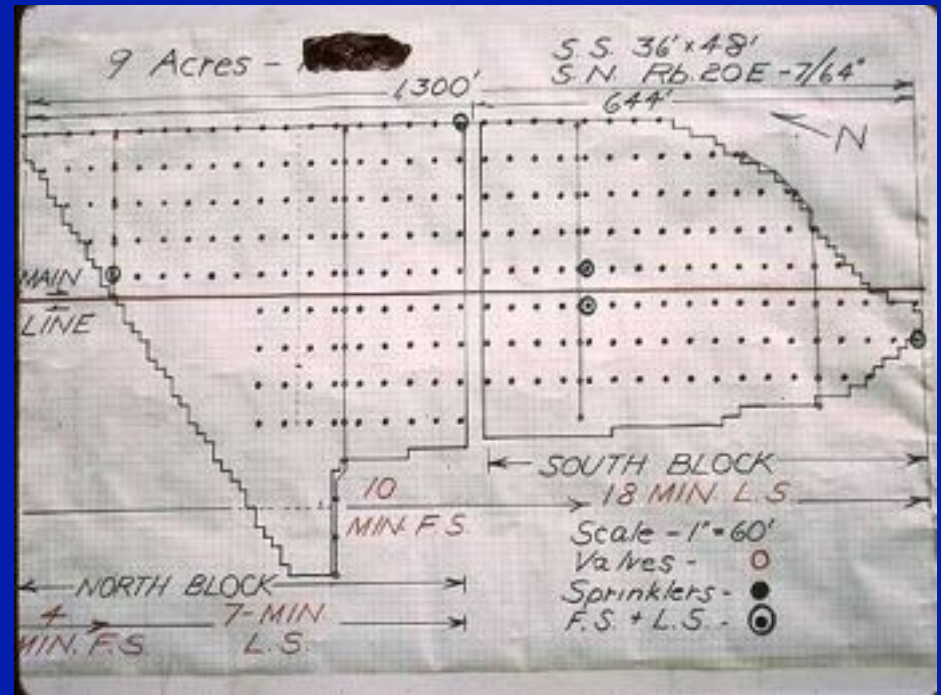 9 Acres -
S.S. 36' x 48'
S.N. Rb. 20E - 7/64"
1300'
644'
N
MAIN
LINE
SOUTH BLOCK
10
MIN. F.S.
18 MIN. L.S.
Scale - 1" = 60'
Valves -
Sprinklers -
F.S. + L.S. -
NORTH BLOCK
4
MIN. F.S.
7-MIN.
L.S.